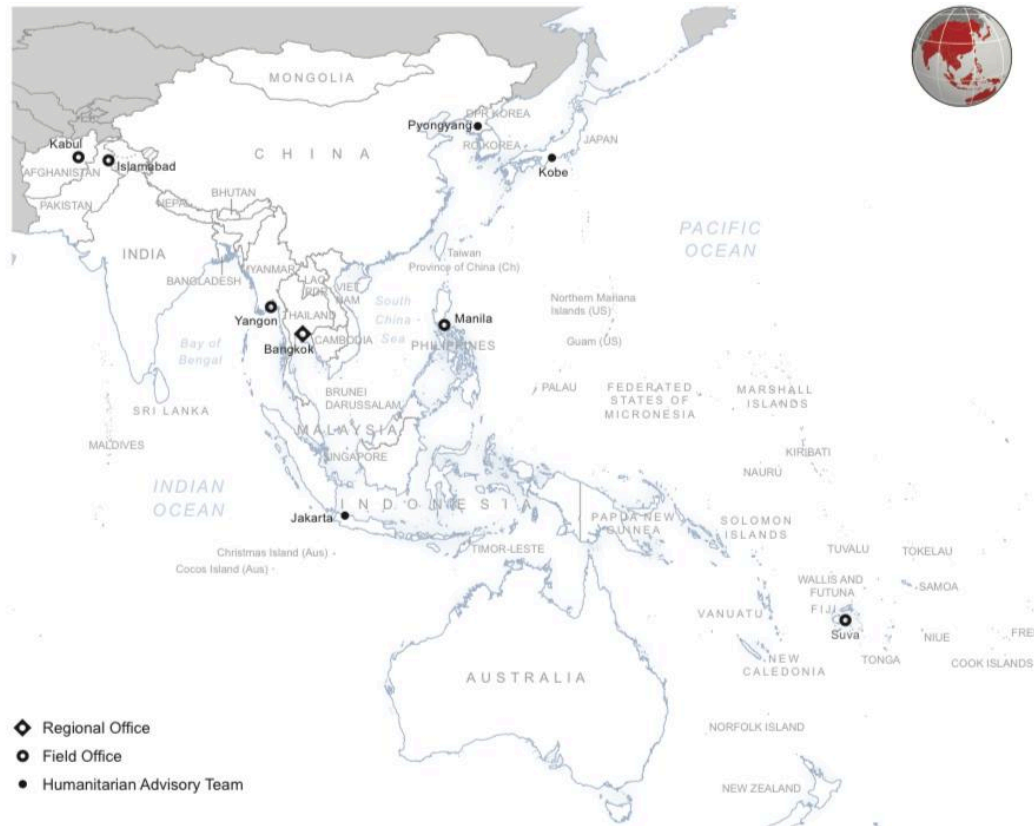 MONGOLIA
DPR KOREA
Pyongyang
RO KOREA
JAPAN
Kobe
CHINA
Kabul
Islamabad
AFGHANISTAN
PAKISTAN
NEPAL
BHUTAN
INDIA
BANGLADESH
MYANMAR
LAO
PDR
VIET
NAM
THAILAND
Yangon
Bangkok
CAMBODIA
Bay of
Bengal
South
China
Sea
Taiwan
Province of China (Ch)
Manila
PHILIPPINES
PACIFIC
OCEAN
Northern Mariana
Islands (US)
Guam (US)
PALAU
FEDERATED
STATES OF
MICRONESIA
MARSHALL
ISLANDS
KIRIBATI
NAURU
SRI LANKA
MALDIVES
BRUNEI
DARUSSALAM
MALAYSIA
SINGAPORE
INDIAN
OCEAN
INDONESIA
Jakarta
PAPUA NEW
GUINEA
SOLOMON
ISLANDS
TIMOR-LESTE
Christmas Island (Aus)
Cocos Island (Aus)
TUVALU
TOKELAU
WALLIS AND
FUTUNA
SAMOA
FIJI
Suva
VANUATU
NIUE
FRE
TONGA
COOK ISLANDS
NEW
CALEDONIA
AUSTRALIA
NORFOLK ISLAND
NEW ZEALAND
Regional Office
Field Office
Humanitarian Advisory Team